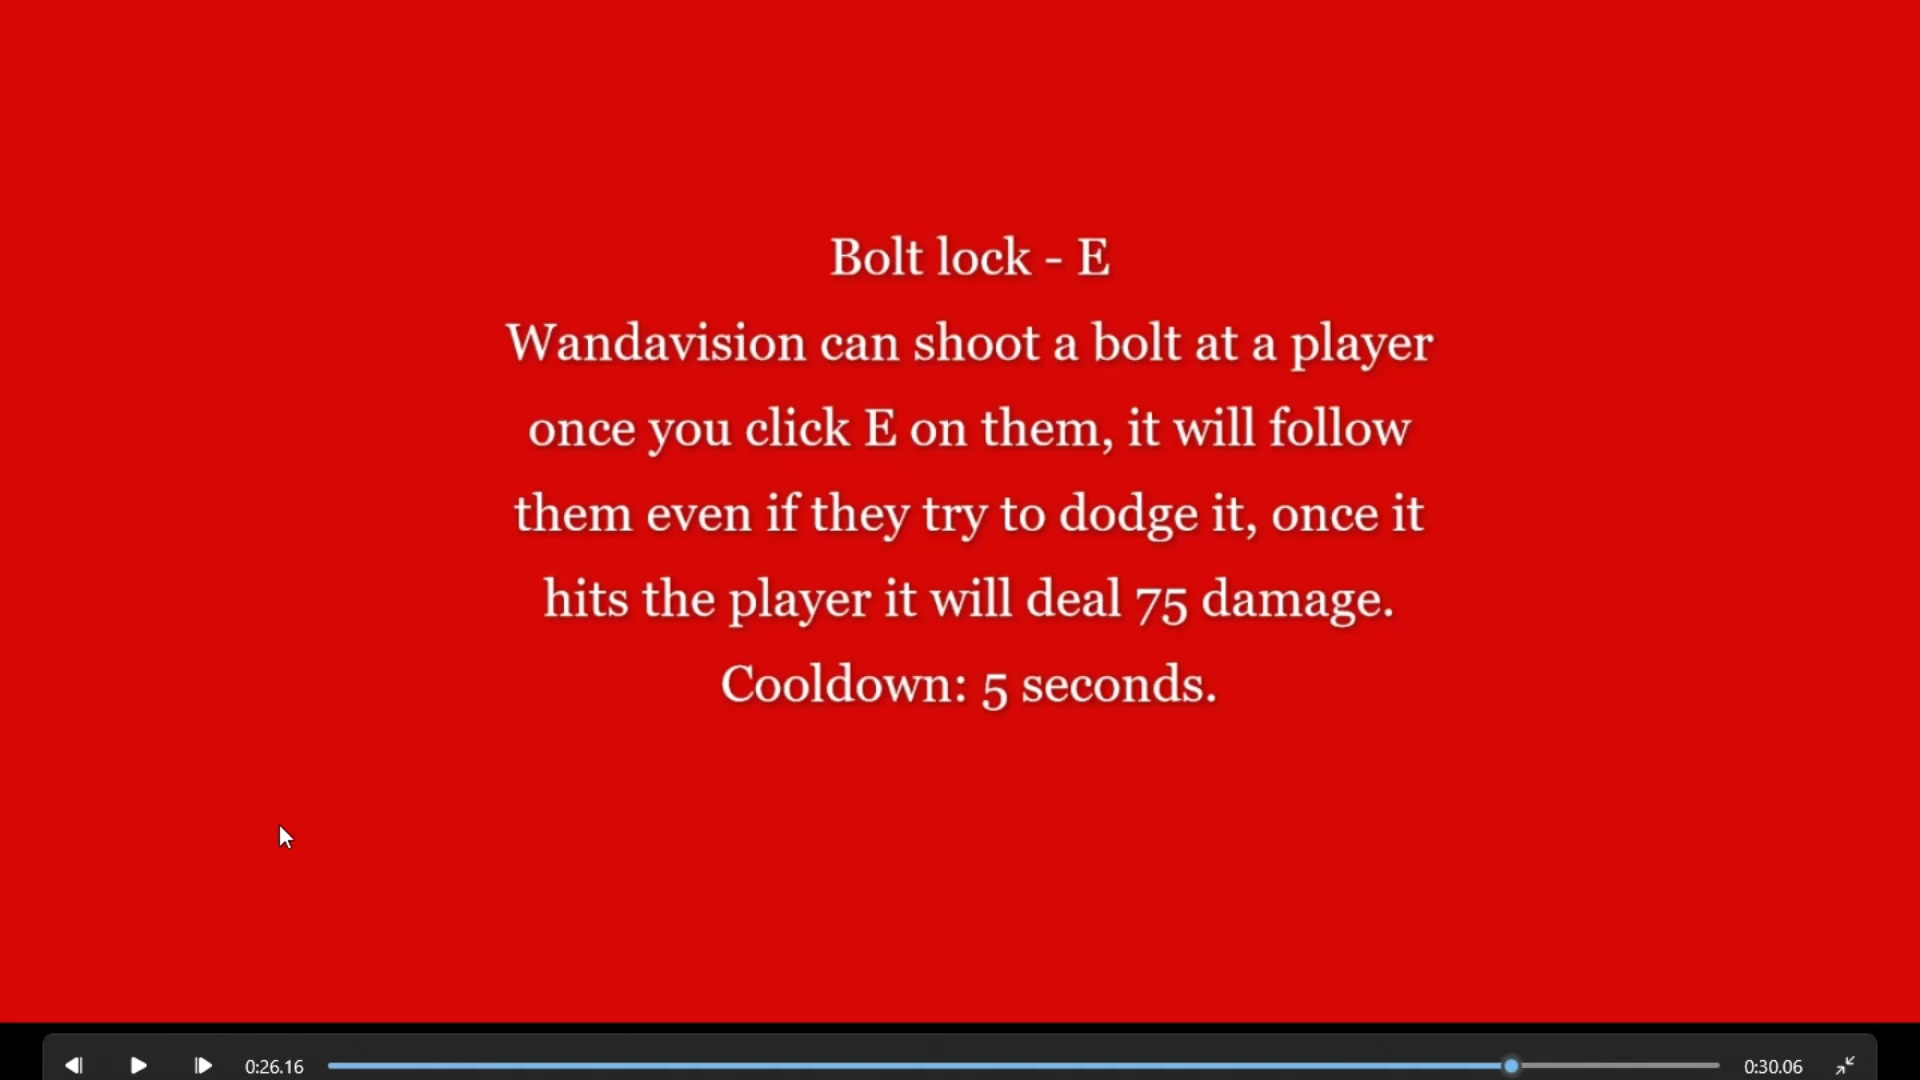 Bolt lock - E
Wandavision can shoot a bolt at a player
once you click E on them, it will follow
them even if they try to dodge it, once it
hits the player it will deal 75 damage.
Cooldown: 5 seconds.
0:26.16 0:30.06